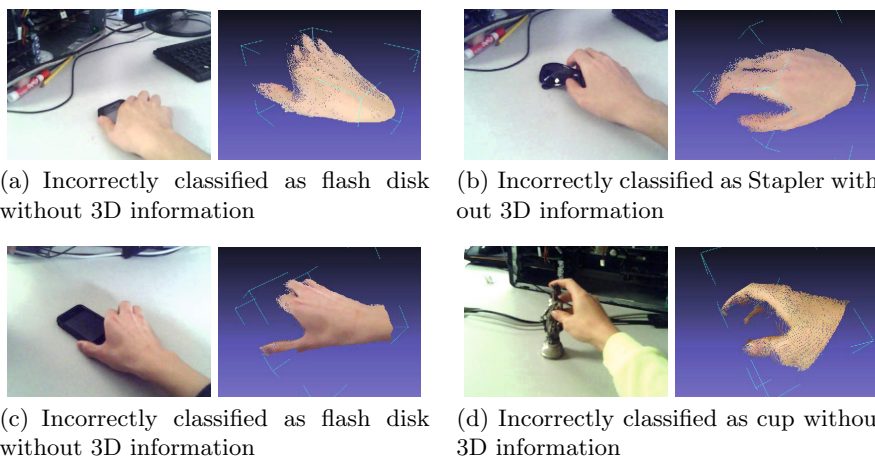 (a) Incorrectly classified as flash disk
without 3D information
(b) Incorrectly classified as Stapler with
out 3D information
(c) Incorrectly classified as flash disk
without 3D information
(d) Incorrectly classified as cup withou
3D information